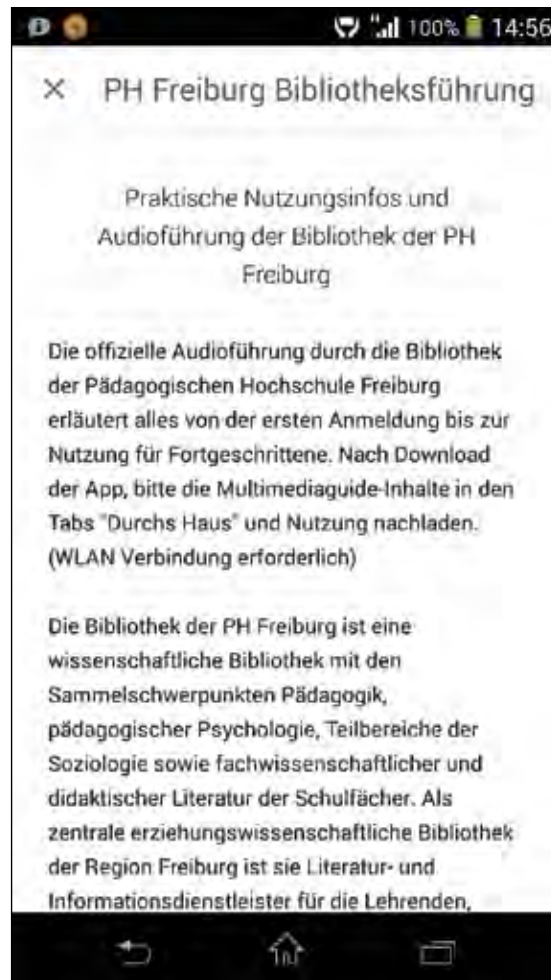 100% 14:56
× PH Freiburg Bibliotheksführung
Praktische Nutzungsinfos und
Audioführung der Bibliothek der PH
Freiburg
Die offizielle Audioführung durch die Bibliothek
der Pädagogischen Hochschule Freiburg
erläutert alles von der ersten Anmeldung bis zur
Nutzung für Fortgeschrittene. Nach Download
der App, bitte die Multimediaguide-Inhalte in den
Tabs "Durchs Haus" und Nutzung nachladen.
(WLAN Verbindung erforderlich)
Die Bibliothek der PH Freiburg ist eine
wissenschaftliche Bibliothek mit den
Sammelschwerpunkten Pädagogik,
pädagogischer Psychologie, Teilbereiche der
Soziologie sowie fachwissenschaftlicher und
didaktischer Literatur der Schulfächer. Als
zentrale erziehungswissenschaftliche Bibliothek
der Region Freiburg ist sie Literatur- und
Informationsdienstleister für die Lehrenden,